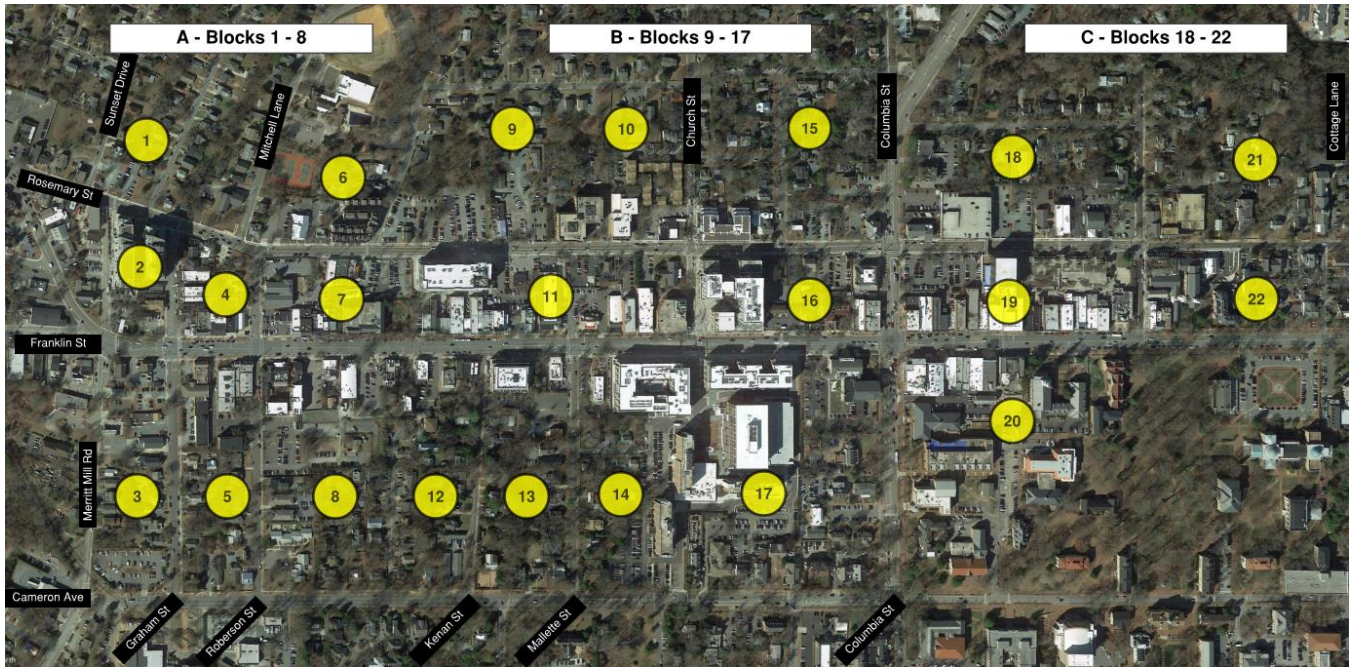 A - Blocks 1 - 8
B - Blocks 9 - 17
C - Blocks 18 - 22
Sunset Drive
Mitchell Lane
Church St
Columbia St
Cottage Lane
1
9
10
15
18
21
6
Rosemary St
2
4
7
11
16
19
22
Franklin St
20
Merritt Mill Rd
3
5
8
12
13
14
17
Cameron Ave
Graham St
Roberson St
Kenan St
Mallette St
Columbia St